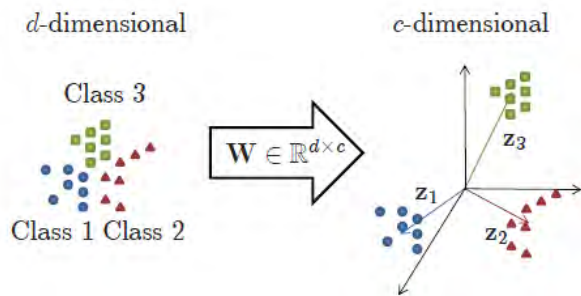 d-dimensional
c-dimensional
Class 3
W ∈ ℝ^{d×c}
z₃
z₁
Class 1 Class 2
z₂